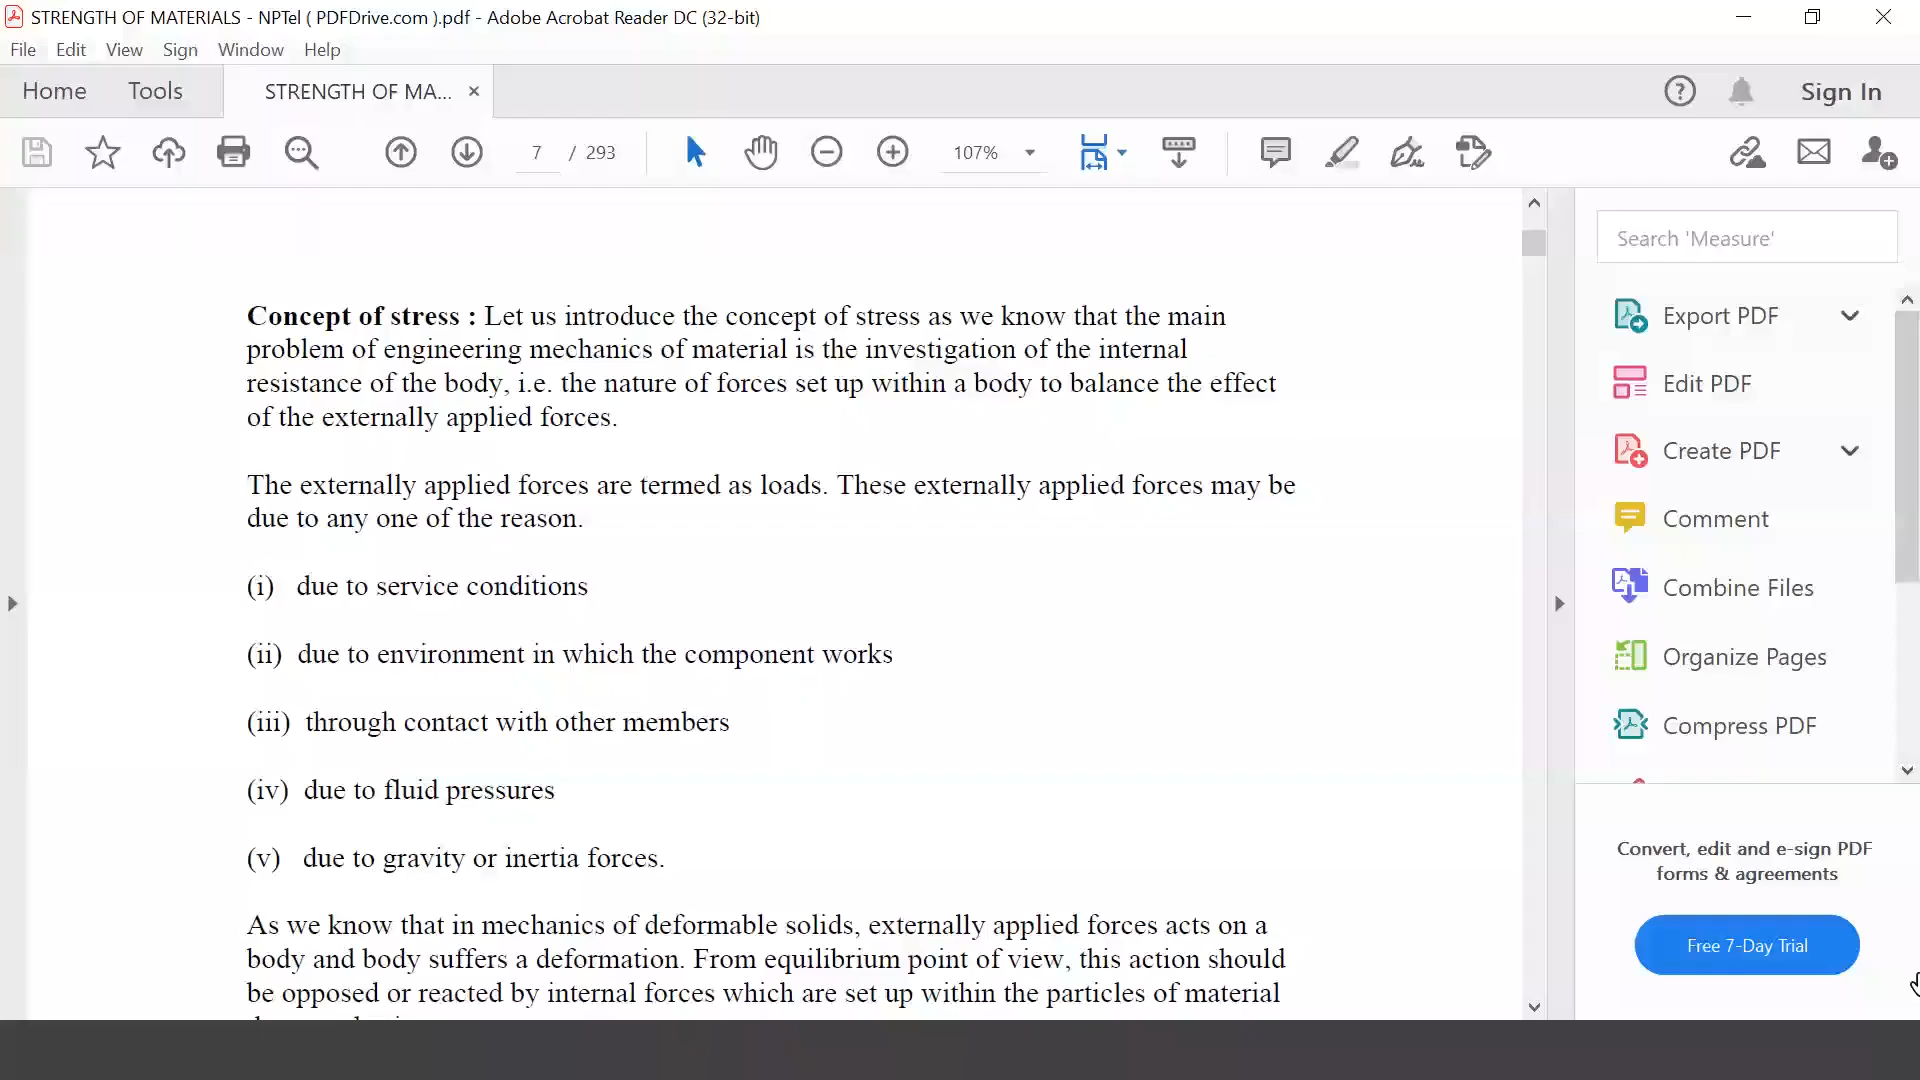 STRENGTH OF MATERIALS - NPTel ( PDFDrive.com ).pdf - Adobe Acrobat Reader DC (32-bit)
File Edit View Sign Window Help
Home Tools STRENGTH OF MA... × Sign In
7 / 293 107%
Search 'Measure'
Concept of stress : Let us introduce the concept of stress as we know that the main
problem of engineering mechanics of material is the investigation of the internal
resistance of the body, i.e. the nature of forces set up within a body to balance the effect
of the externally applied forces.
The externally applied forces are termed as loads. These externally applied forces may be
due to any one of the reason.
(i) due to service conditions
(ii) due to environment in which the component works
(iii) through contact with other members
(iv) due to fluid pressures
(v) due to gravity or inertia forces.
As we know that in mechanics of deformable solids, externally applied forces acts on a
body and body suffers a deformation. From equilibrium point of view, this action should
be opposed or reacted by internal forces which are set up within the particles of material
Export PDF
Edit PDF
Create PDF
Comment
Combine Files
Organize Pages
Compress PDF
Convert, edit and e-sign PDF
forms & agreements
Free 7-Day Trial